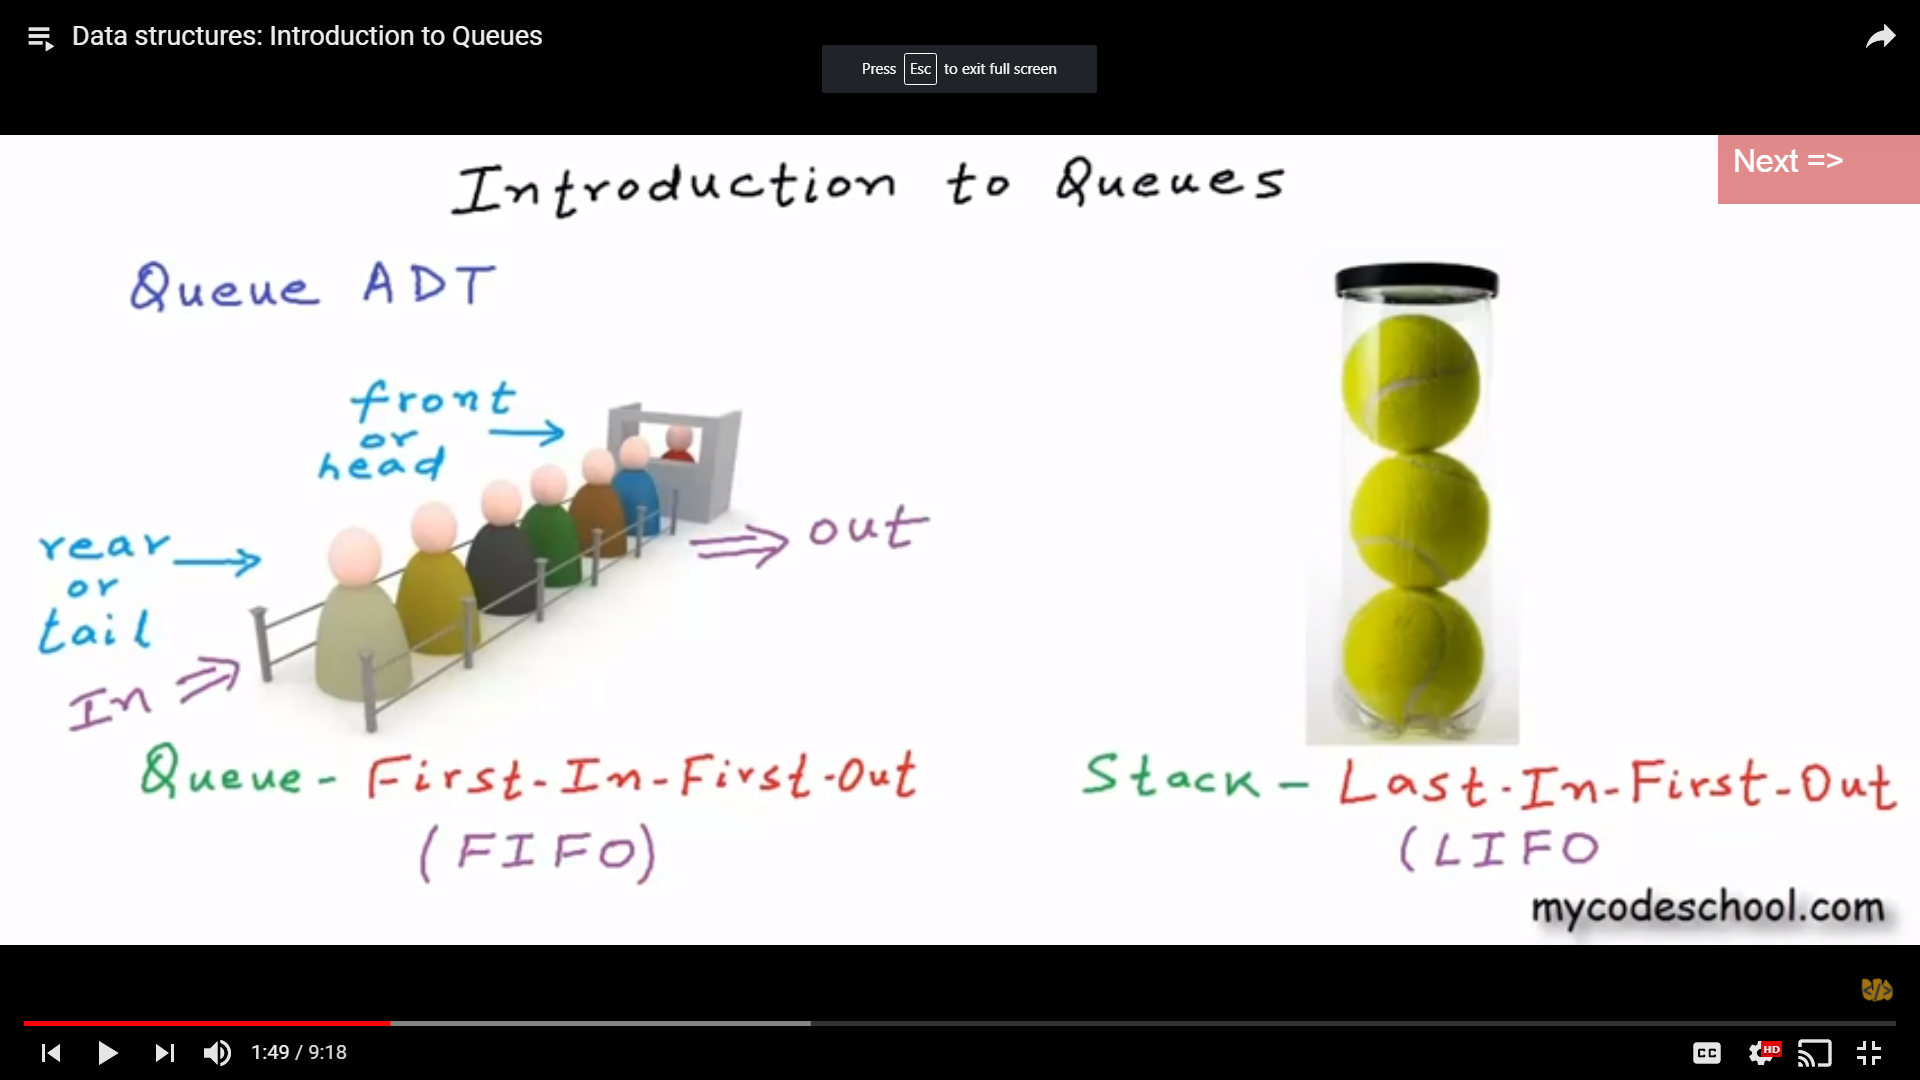 Data structures: Introduction to Queues
Press Esc to exit full screen
Next =>
Introduction to Queues
Queue ADT
front
or
head
rear
or
tail
In
out
Queue - First-In-First-Out
(FIFO)
Stack - Last-In-First-Out
(LIFO
mycodeschool.com
</>
1:49 / 9:18
CC
HD